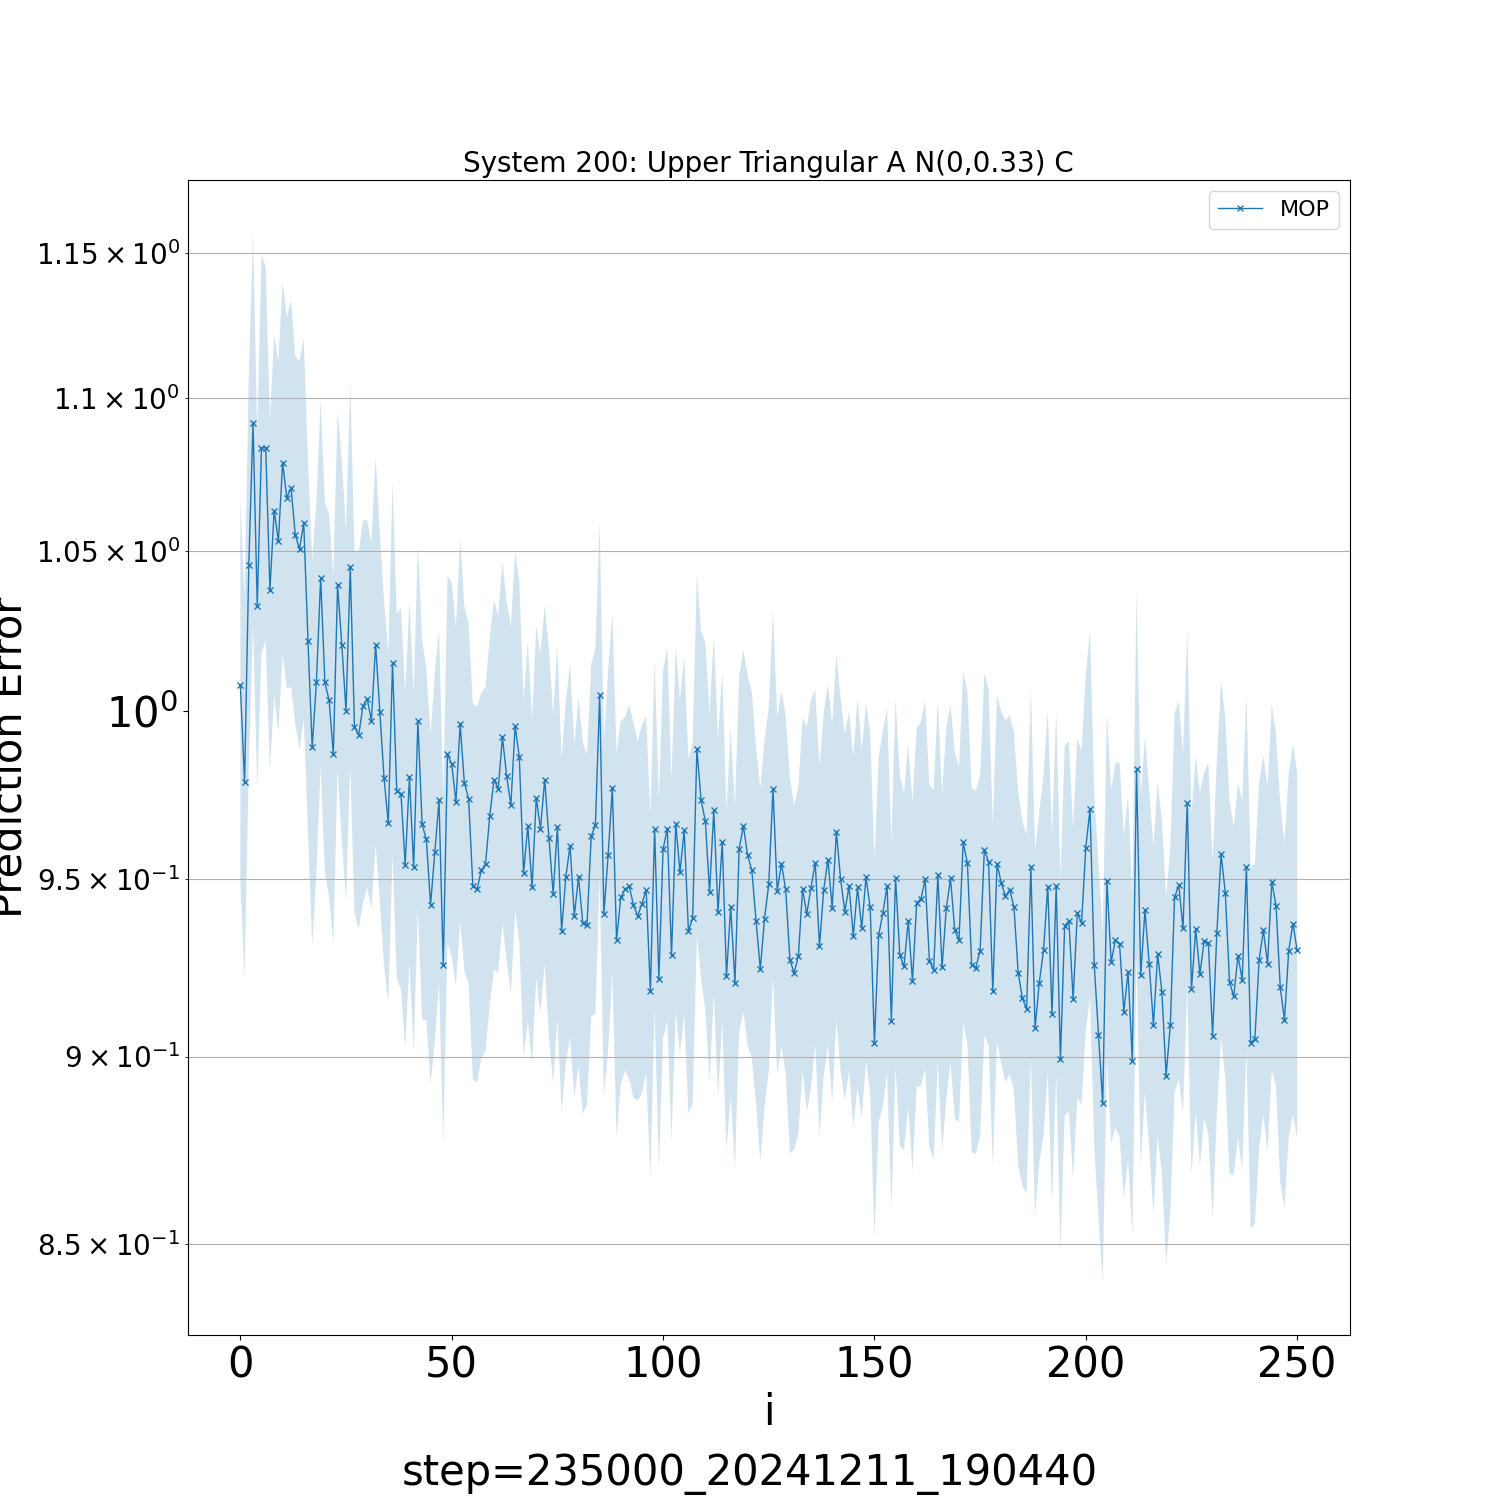 System 200: Upper Triangular A N(0,0.33) C
MOP
1.15 × 10⁰
1.1 × 10⁰
1.05 × 10⁰
10⁰
9.5 × 10⁻¹
9 × 10⁻¹
8.5 × 10⁻¹
Prediction Error
0 50 100 150 200 250
i
step=235000_20241211_190440